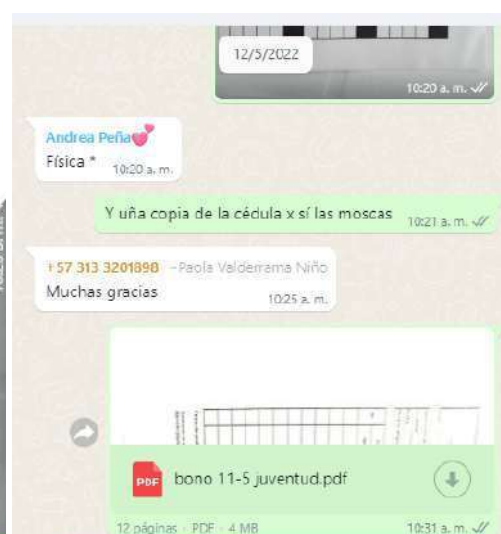 12/5/2022
10:20 a. m.
Andrea Peña
Física *
10:20 a. m.
Y uña copia de la cédula x sí las moscas
10:21 a. m.
+57 313 3201898 ~Paola Valderrama Niño
Muchas gracias
10:25 a. m.
PDF
bono 11-5 juventud.pdf
12 páginas · PDF · 4 MB
10:31 a. m.